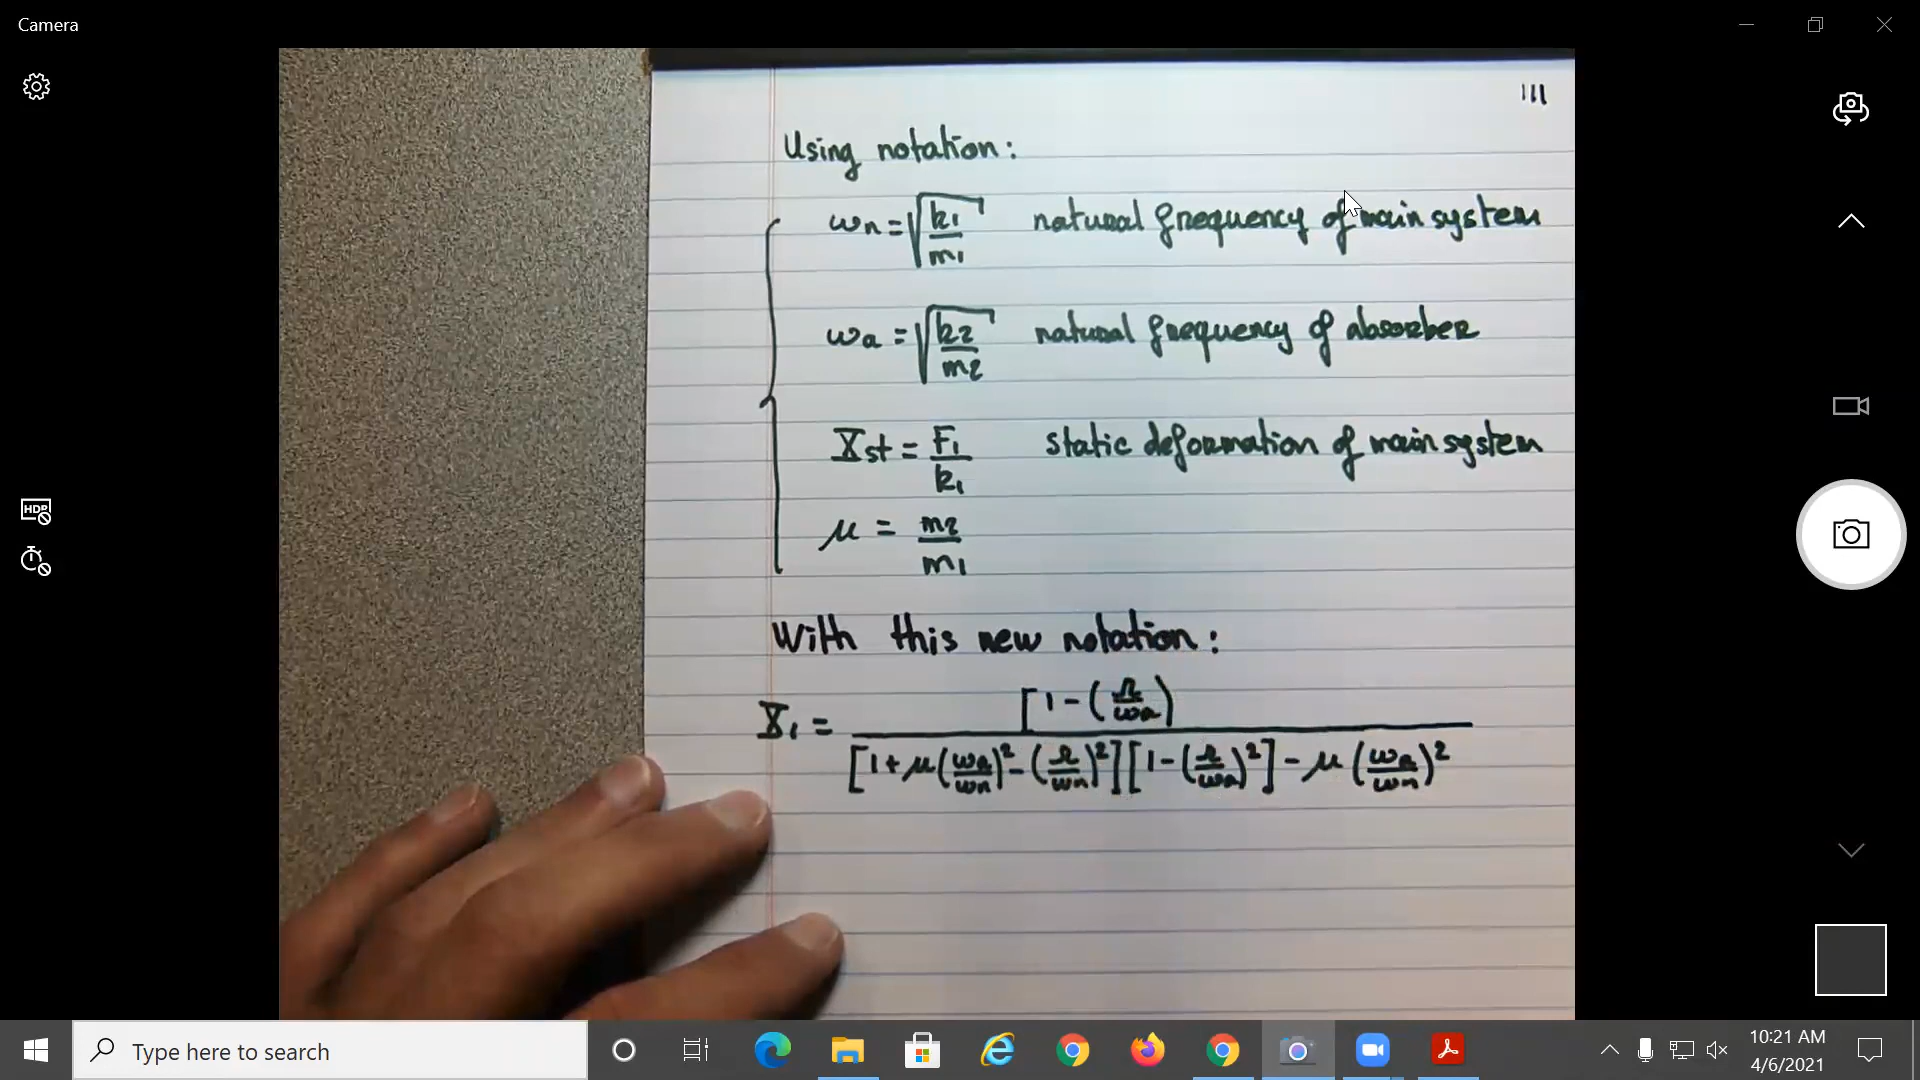 Camera
111
Using notation:
ωn = √(k1/m1) natural frequency of main system
ωa = √(k2/m2) natural frequency of absorber
Xst = F1/k1 static deformation of main system
μ = m2/m1
With this new notation:
X1 = [1 - (Ω/ωa) / [1 + μ(ωa/ωn)² - (Ω/ωn)²][1 - (Ω/ωa)²] - μ(ωa/ωn)²
HDR
Type here to search
10:21 AM
4/6/2021